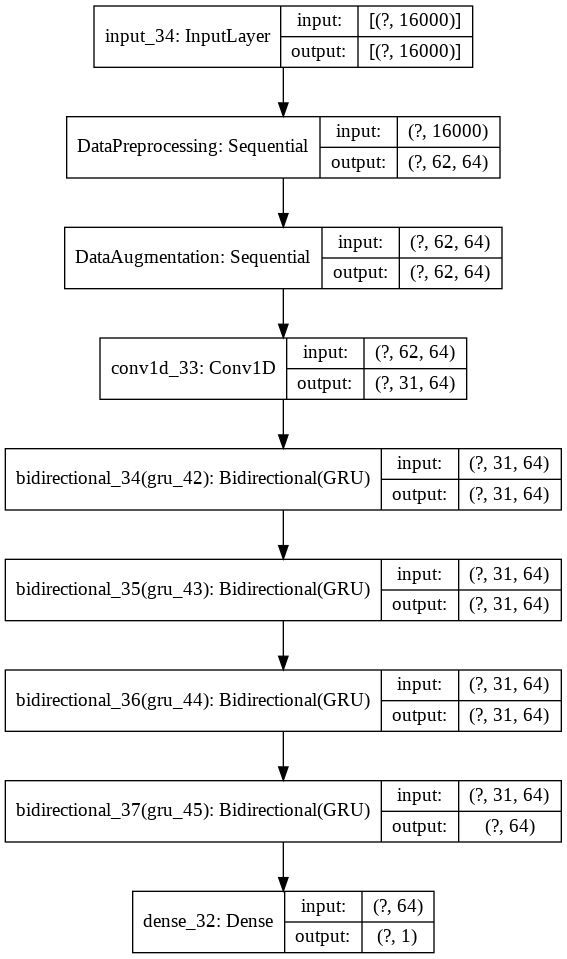 input_34: InputLayer
input: [(?, 16000)]
output: [(?, 16000)]
DataPreprocessing: Sequential
input: (?, 16000)
output: (?, 62, 64)
DataAugmentation: Sequential
input: (?, 62, 64)
output: (?, 62, 64)
conv1d_33: Conv1D
input: (?, 62, 64)
output: (?, 31, 64)
bidirectional_34(gru_42): Bidirectional(GRU)
input: (?, 31, 64)
output: (?, 31, 64)
bidirectional_35(gru_43): Bidirectional(GRU)
input: (?, 31, 64)
output: (?, 31, 64)
bidirectional_36(gru_44): Bidirectional(GRU)
input: (?, 31, 64)
output: (?, 31, 64)
bidirectional_37(gru_45): Bidirectional(GRU)
input: (?, 31, 64)
output: (?, 64)
dense_32: Dense
input: (?, 64)
output: (?, 1)